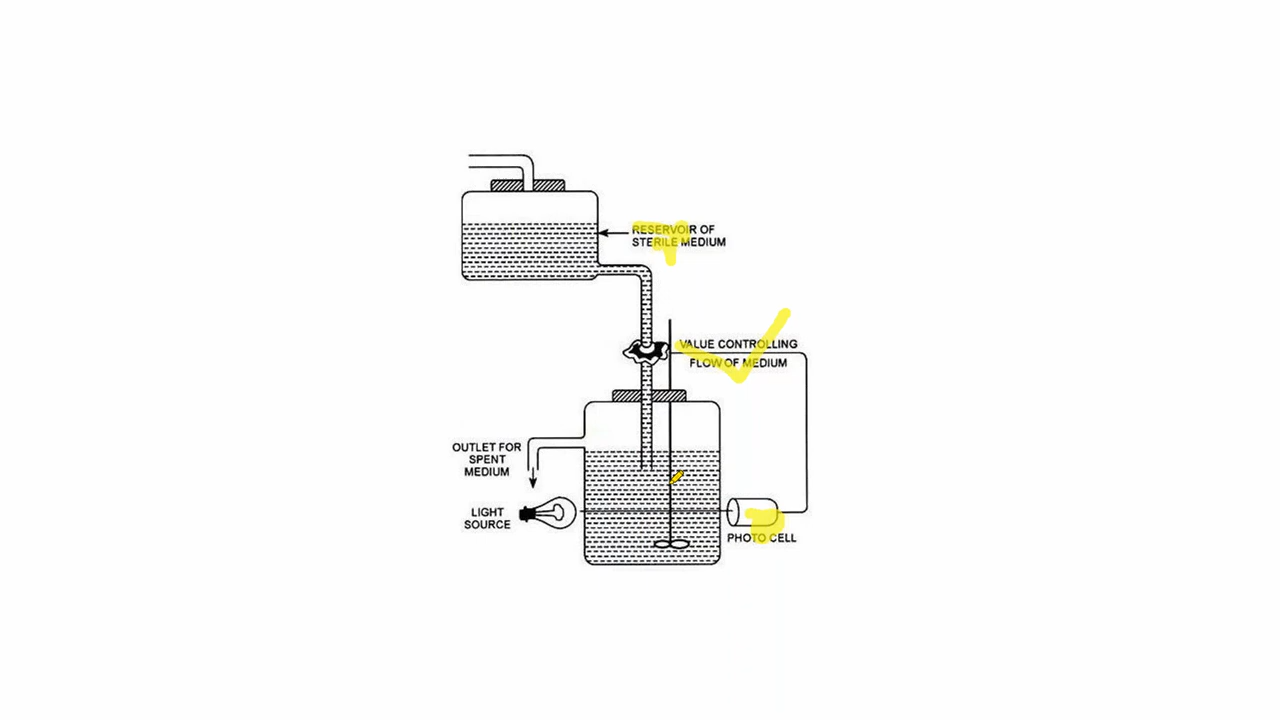 RESERVOIR OF
STERILE MEDIUM
VALUE CONTROLLING
FLOW OF MEDIUM
OUTLET FOR
SPENT
MEDIUM
LIGHT
SOURCE
PHOTO CELL